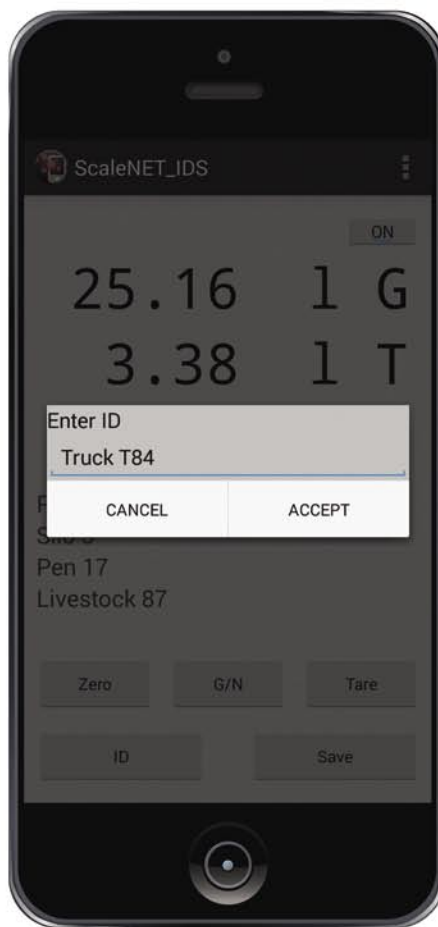 ScaleNET_IDS
ON
25.16 l G
3.38 l T
Enter ID
Truck T84
CANCEL ACCEPT
Pen 17
Livestock 87
Zero G/N Tare
ID Save